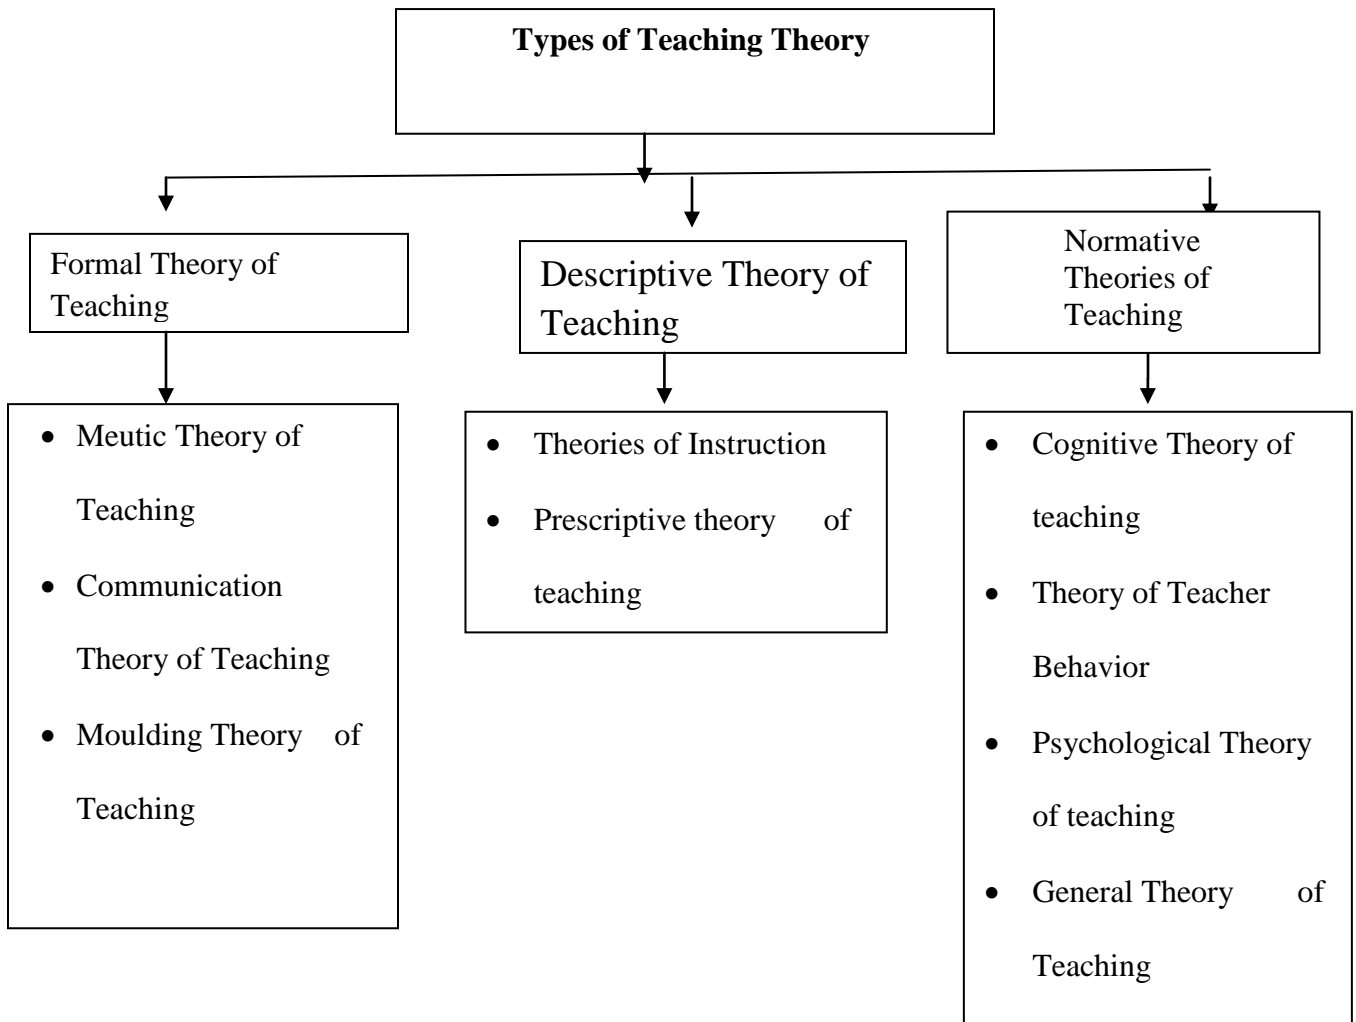 Types of Teaching Theory
Formal Theory of
Teaching
Descriptive Theory of
Teaching
Normative
Theories of
Teaching
• Meutic Theory of
Teaching
• Communication
Theory of Teaching
• Moulding Theory of
Teaching
• Theories of Instruction
• Prescriptive theory of
teaching
• Cognitive Theory of
teaching
• Theory of Teacher
Behavior
• Psychological Theory
of teaching
• General Theory of
Teaching